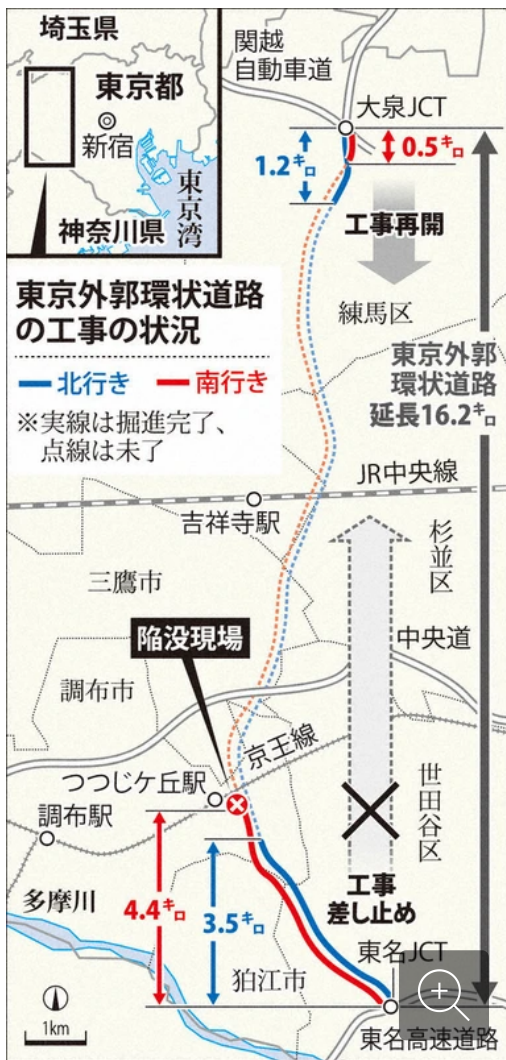 埼玉県
東京都
新宿
東京湾
神奈川県
関越
自動車道
大泉JCT
1.2キロ
0.5キロ
工事再開
東京外郭環状道路
の工事の状況
北行き 南行き
※実線は掘進完了、
点線は未了
練馬区
東京外郭
環状道路
延長16.2キロ
JR中央線
吉祥寺駅
杉並区
三鷹市
陥没現場
中央道
調布市
京王線
つつじケ丘駅
世田谷区
調布駅
多摩川
4.4キロ
3.5キロ
工事
差し止め
狛江市
東名JCT
東名高速道路
1km